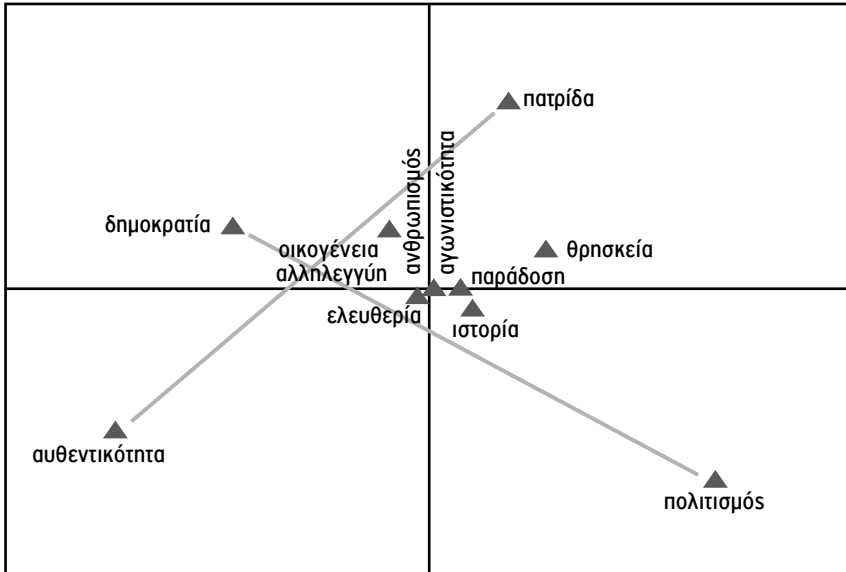 πατρίδα
ανθρωπισμός
αγωνιστικότητα
δημοκρατία
οικογένεια
αλληλεγγύη
θρησκεία
παράδοση
ελευθερία
ιστορία
αυθεντικότητα
πολιτισμός